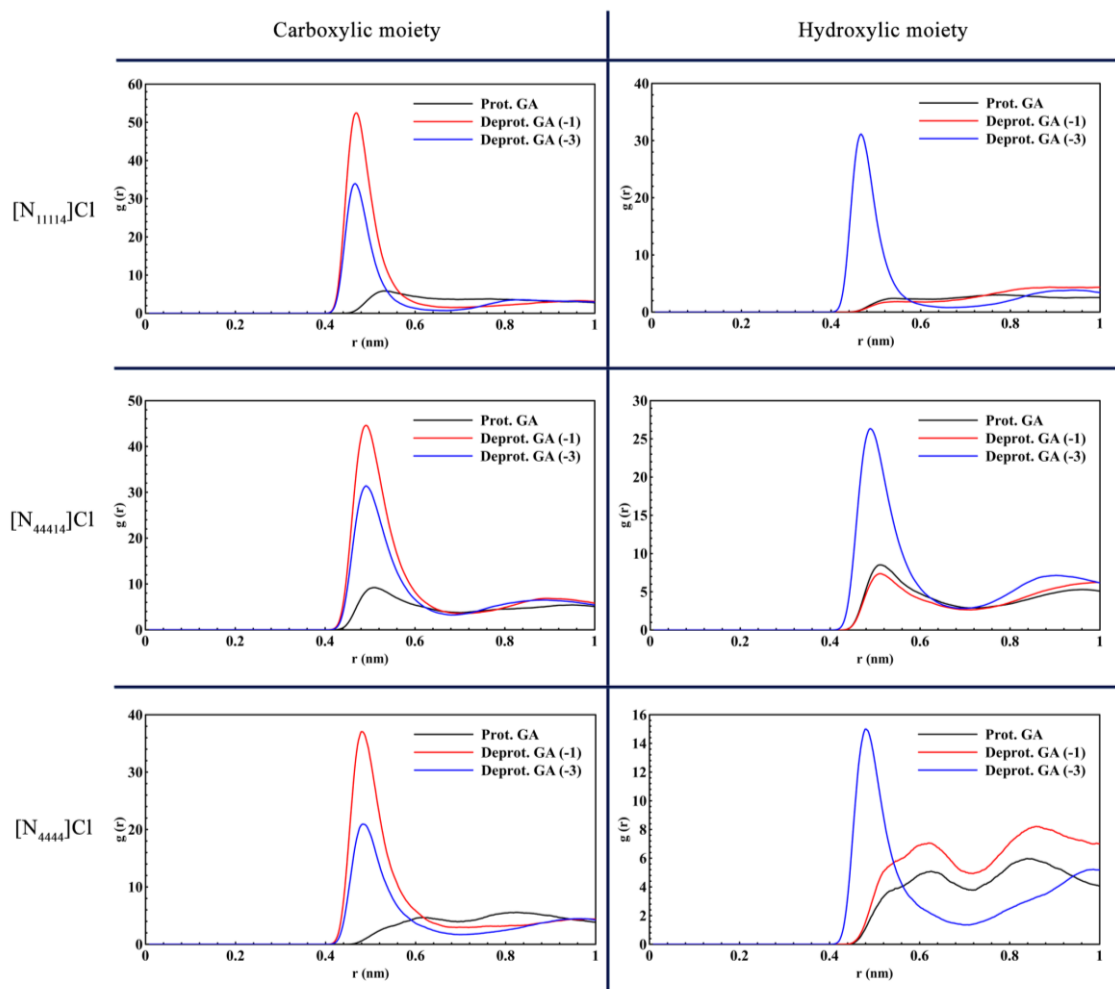 Carboxylic moiety
Hydroxylic moiety
[N₁₁₁₁₄]Cl
60
50
40
30
20
10
0
g (r)
Prot. GA
Deprot. GA (-1)
Deprot. GA (-3)
0 0.2 0.4 0.6 0.8 1
r (nm)
40
30
20
10
0
g (r)
Prot. GA
Deprot. GA (-1)
Deprot. GA (-3)
0 0.2 0.4 0.6 0.8 1
r (nm)
[N₄₄₄₁₄]Cl
50
40
30
20
10
0
g (r)
Prot. GA
Deprot. GA (-1)
Deprot. GA (-3)
0 0.2 0.4 0.6 0.8 1
r (nm)
30
25
20
15
10
5
0
g (r)
Prot. GA
Deprot. GA (-1)
Deprot. GA (-3)
0 0.2 0.4 0.6 0.8 1
r (nm)
[N₄₄₄₄]Cl
40
30
20
10
0
g (r)
Prot. GA
Deprot. GA (-1)
Deprot. GA (-3)
0 0.2 0.4 0.6 0.8 1
r (nm)
16
14
12
10
8
6
4
2
0
g (r)
Prot. GA
Deprot. GA (-1)
Deprot. GA (-3)
0 0.2 0.4 0.6 0.8 1
r (nm)